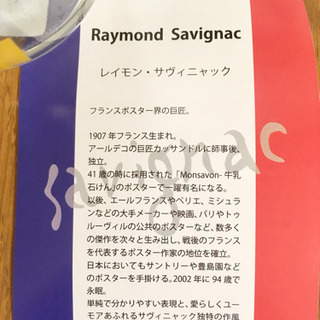 Raymond Savignac
レイモン・サヴィニャック
フランスポスター界の巨匠。
1907年フランス生まれ。
アールデコの巨匠カッサンドルに師事後、
独立。
41歳の時に採用された「Monsavon-牛乳
石けん」のポスターで一躍有名になる。
以後、エールフランスやペリエ、ミシュラ
ンなどの大手メーカーや映画、パリやトゥ
ルーヴィルの公共のポスターなど、数多く
の傑作を次々と生み出し、戦後のフランス
を代表するポスター作家の地位を確立。
日本においてもサントリーや豊島園など
のポスターを手掛ける。2002年に94歳で
永眠。
単純で分かりやすい表現と、愛らしくユー
モアあふれるサヴィニャック独特の作風
savignac